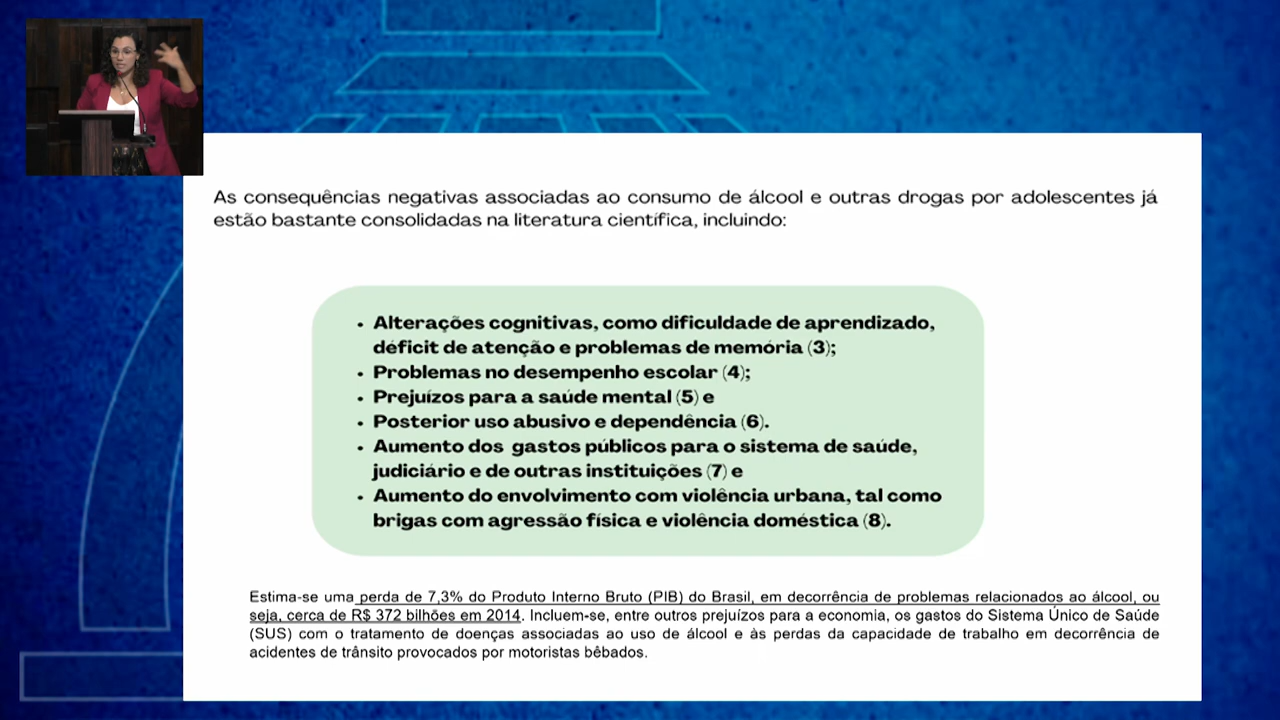 As consequências negativas associadas ao consumo de álcool e outras drogas por adolescentes já
estão bastante consolidadas na literatura científica, incluindo:
• Alterações cognitivas, como dificuldade de aprendizado,
déficit de atenção e problemas de memória (3);
• Problemas no desempenho escolar (4);
• Prejuízos para a saúde mental (5) e
• Posterior uso abusivo e dependência (6).
• Aumento dos gastos públicos para o sistema de saúde,
judiciário e de outras instituições (7) e
• Aumento do envolvimento com violência urbana, tal como
brigas com agressão física e violência doméstica (8).
Estima-se uma perda de 7,3% do Produto Interno Bruto (PIB) do Brasil, em decorrência de problemas relacionados ao álcool, ou
seja, cerca de R$ 372 bilhões em 2014. Incluem-se, entre outros prejuízos para a economia, os gastos do Sistema Único de Saúde
(SUS) com o tratamento de doenças associadas ao uso de álcool e às perdas da capacidade de trabalho em decorrência de
acidentes de trânsito provocados por motoristas bêbados.